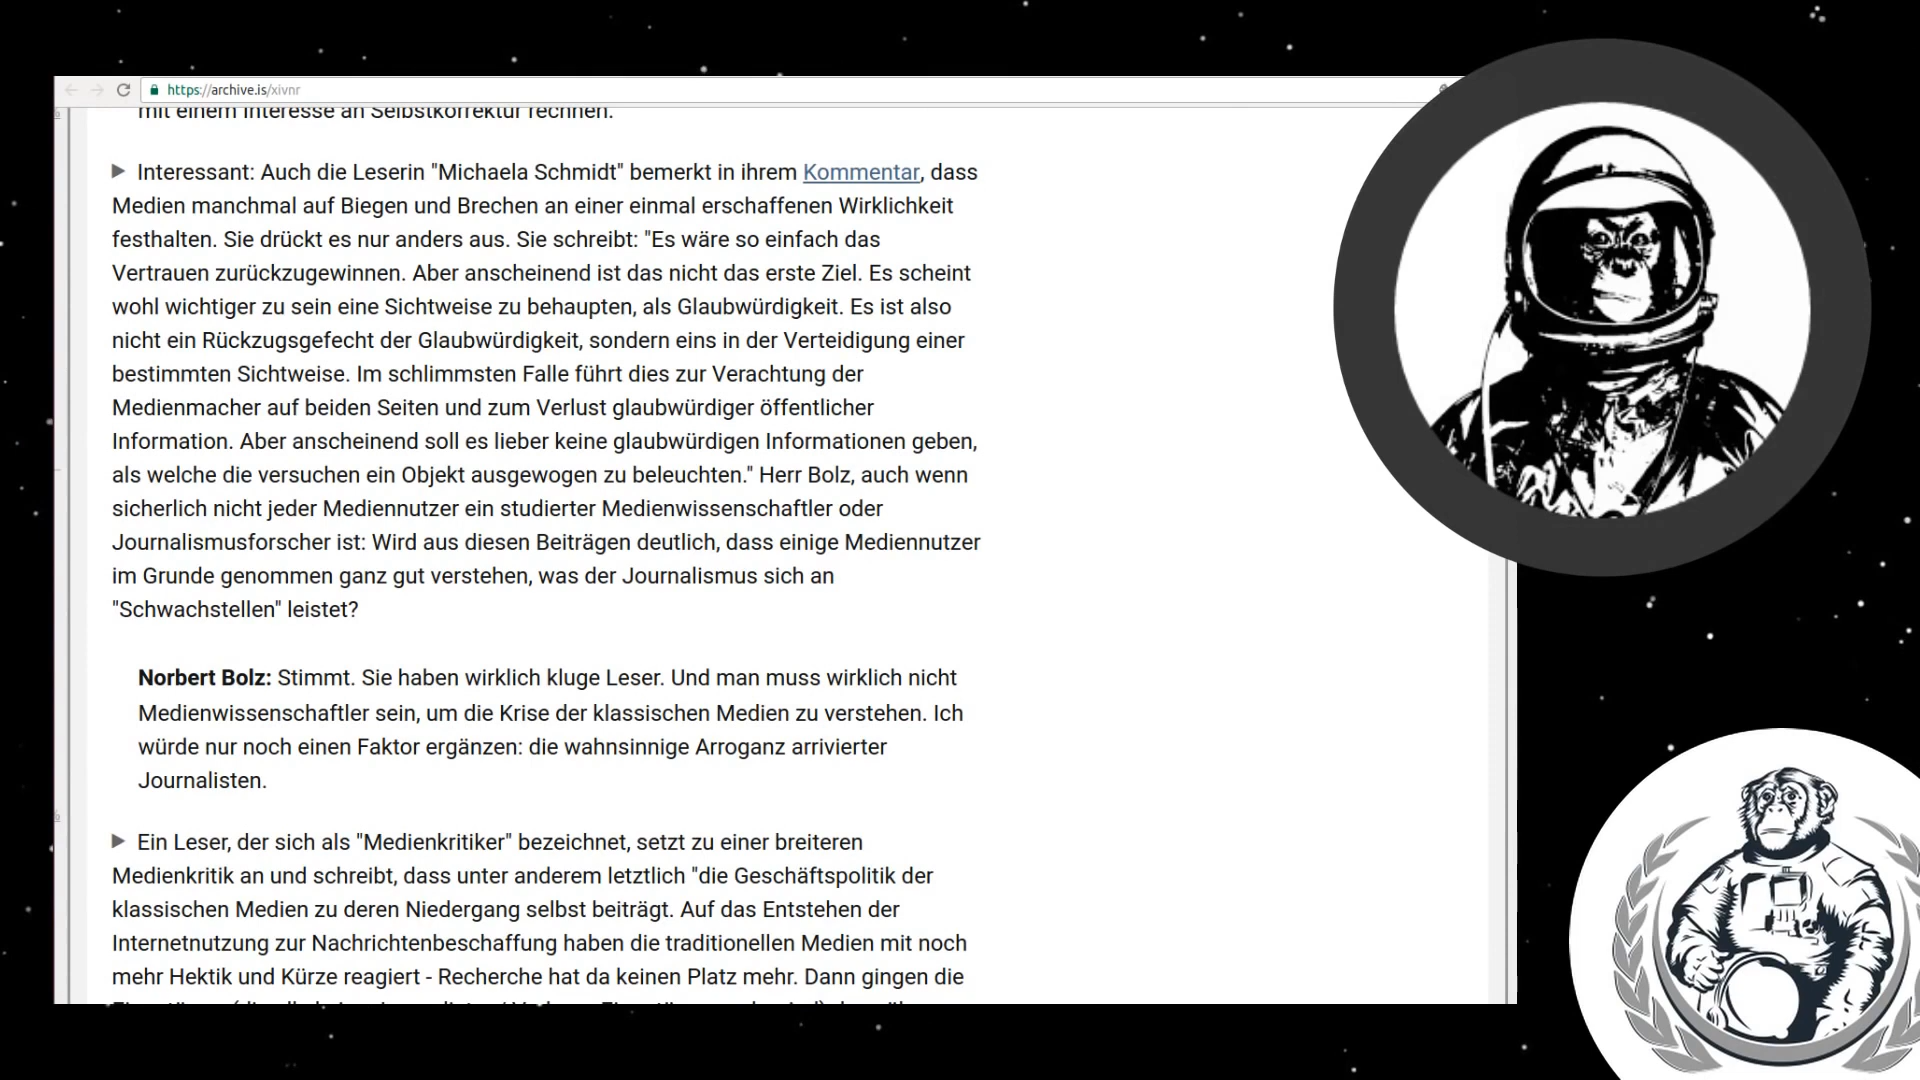 https://archive.is/xivnr
mit einem Interesse an Selbstkorrektur rechnen.
Interessant: Auch die Leserin "Michaela Schmidt" bemerkt in ihrem Kommentar, dass
Medien manchmal auf Biegen und Brechen an einer einmal erschaffenen Wirklichkeit
festhalten. Sie drückt es nur anders aus. Sie schreibt: "Es wäre so einfach das
Vertrauen zurückzugewinnen. Aber anscheinend ist das nicht das erste Ziel. Es scheint
wohl wichtiger zu sein eine Sichtweise zu behaupten, als Glaubwürdigkeit. Es ist also
nicht ein Rückzugsgefecht der Glaubwürdigkeit, sondern eins in der Verteidigung einer
bestimmten Sichtweise. Im schlimmsten Falle führt dies zur Verachtung der
Medienmacher auf beiden Seiten und zum Verlust glaubwürdiger öffentlicher
Information. Aber anscheinend soll es lieber keine glaubwürdigen Informationen geben,
als welche die versuchen ein Objekt ausgewogen zu beleuchten." Herr Bolz, auch wenn
sicherlich nicht jeder Mediennutzer ein studierter Medienwissenschaftler oder
Journalismusforscher ist: Wird aus diesen Beiträgen deutlich, dass einige Mediennutzer
im Grunde genommen ganz gut verstehen, was der Journalismus sich an
"Schwachstellen" leistet?
Norbert Bolz: Stimmt. Sie haben wirklich kluge Leser. Und man muss wirklich nicht
Medienwissenschaftler sein, um die Krise der klassischen Medien zu verstehen. Ich
würde nur noch einen Faktor ergänzen: die wahnsinnige Arroganz arrivierter
Journalisten.
Ein Leser, der sich als "Medienkritiker" bezeichnet, setzt zu einer breiteren
Medienkritik an und schreibt, dass unter anderem letztlich "die Geschäftspolitik der
klassischen Medien zu deren Niedergang selbst beiträgt. Auf das Entstehen der
Internetnutzung zur Nachrichtenbeschaffung haben die traditionellen Medien mit noch
mehr Hektik und Kürze reagiert - Recherche hat da keinen Platz mehr. Dann gingen die